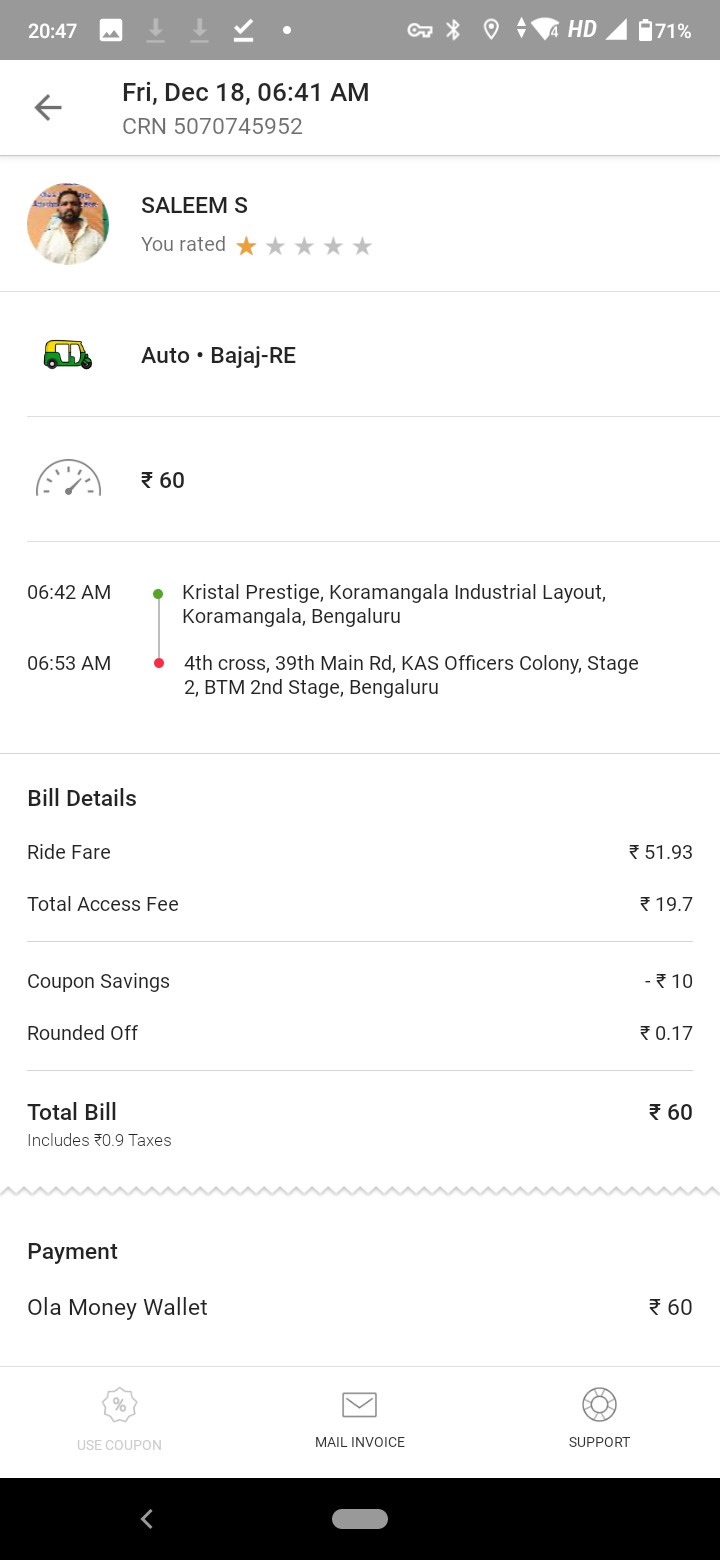 20:47
4 HD 71%
Fri, Dec 18, 06:41 AM
CRN 5070745952
SALEEM S
You rated
Auto • Bajaj-RE
₹ 60
06:42 AM
Kristal Prestige, Koramangala Industrial Layout,
Koramangala, Bengaluru
06:53 AM
4th cross, 39th Main Rd, KAS Officers Colony, Stage
2, BTM 2nd Stage, Bengaluru
Bill Details
Ride Fare ₹ 51.93
Total Access Fee ₹ 19.7
Coupon Savings - ₹ 10
Rounded Off ₹ 0.17
Total Bill ₹ 60
Includes ₹0.9 Taxes
Payment
Ola Money Wallet ₹ 60
%
USE COUPON
MAIL INVOICE
SUPPORT